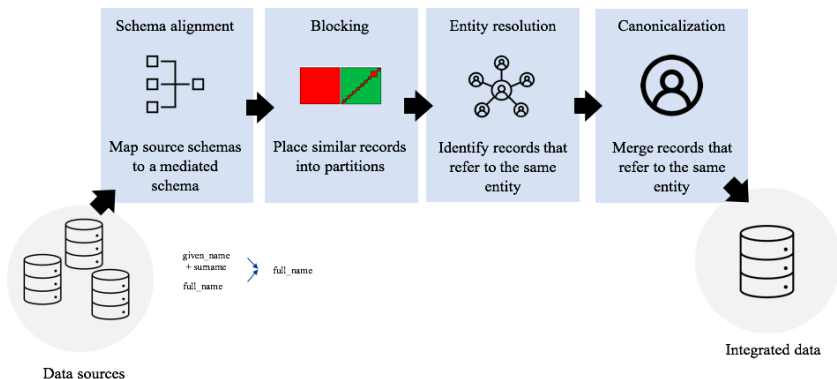 Schema alignment
Map source schemas
to a mediated
schema
Blocking
Place similar records
into partitions
Entity resolution
Identify records that
refer to the same
entity
Canonicalization
Merge records that
refer to the same
entity
given_name
+ surname
full_name
full_name
Data sources
Integrated data